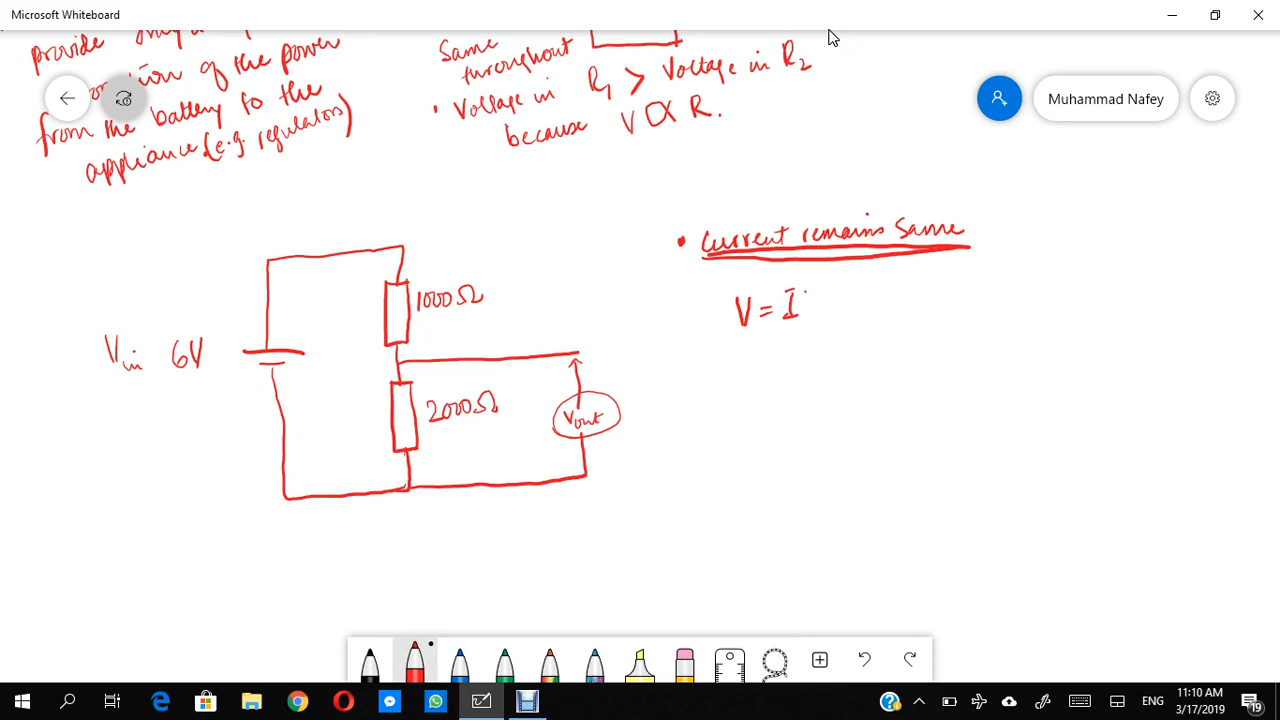 Microsoft Whiteboard
provide
of the power
from the battery to the
appliance (e.g. regulators)
Same
throughout
• Voltage in R1 > Voltage in R2
because V ∝ R.
Muhammad Nafey
• Current remains Same
V = I
Vin 6V
1000Ω
2000Ω
Vout
ENG
11:10 AM
3/17/2019
19